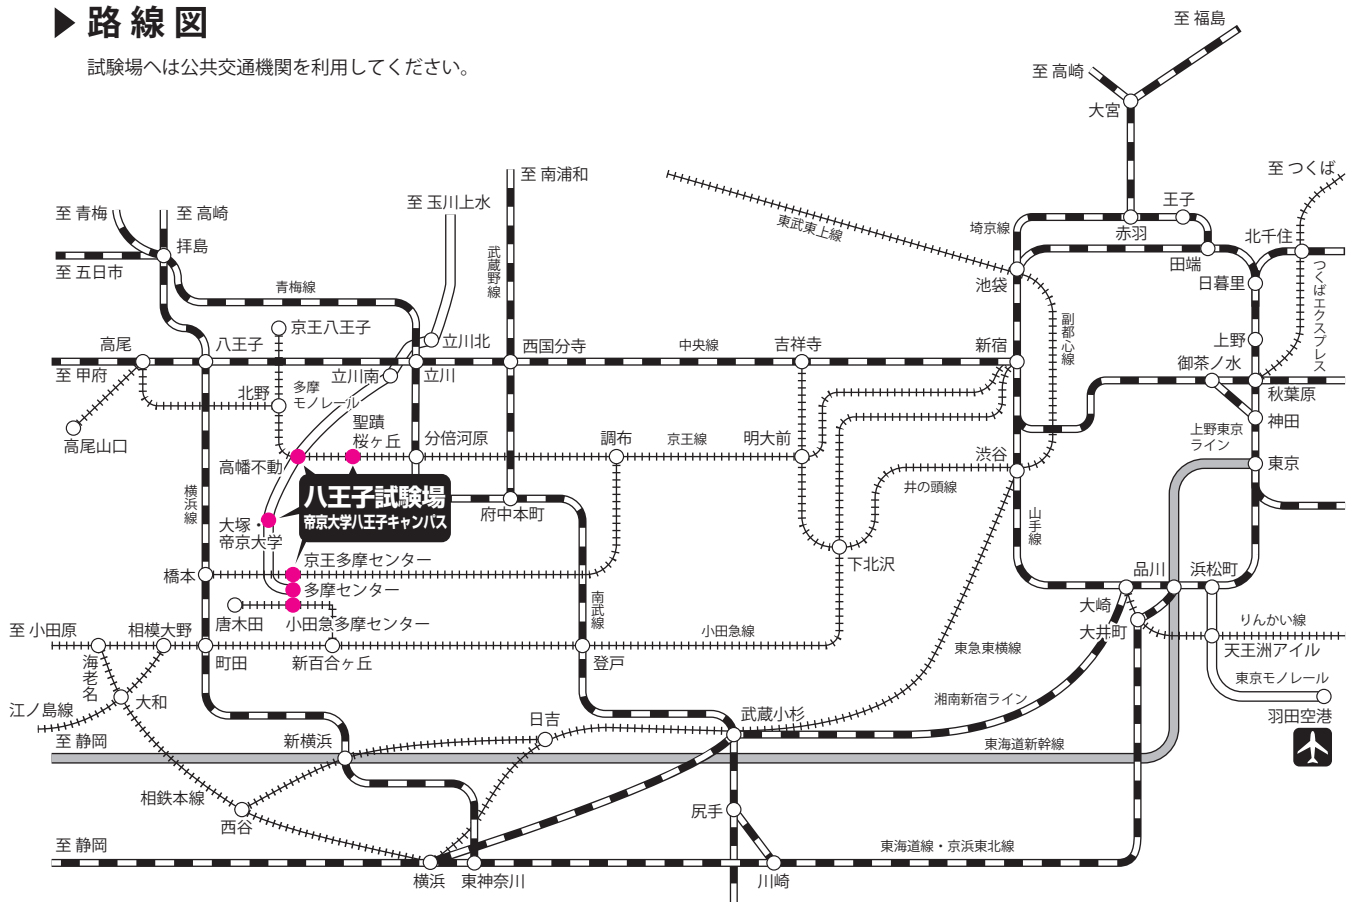 路線図
試験場へは公共交通機関を利用してください。
至 福島
至 高崎
大宮
至 つくば
至 南浦和
至 玉川上水
至 青梅
至 高崎
東武東上線
埼京線
王子
赤羽
北千住
拝島
至 五日市
武蔵野線
田端
日暮里
池袋
つくばエクスプレス
青梅線
副都心線
京王八王子
高尾
八王子
立川北
西国分寺
中央線
吉祥寺
新宿
上野
御茶ノ水
至 甲府
立川南
立川
北野
多摩
モノレール
秋葉原
聖蹟
桜ヶ丘
神田
高尾山口
分倍河原
調布
京王線
明大前
上野東京
ライン
渋谷
東京
高幡不動
横浜線
八王子試験場
帝京大学八王子キャンパス
井の頭線
府中本町
山手線
大塚・
帝京大学
京王多摩センター
下北沢
橋本
多摩センター
品川
浜松町
唐木田
小田急多摩センター
南武線
大崎
大井町
りんかい線
至 小田原
相模大野
小田急線
海老名
町田
新百合ヶ丘
登戸
東急東横線
天王洲アイル
東京モノレール
大和
江ノ島線
湘南新宿ライン
羽田空港
日吉
武蔵小杉
至 静岡
新横浜
東海道新幹線
相鉄本線
西谷
尻手
至 静岡
東海道線・京浜東北線
横浜
東神奈川
川崎